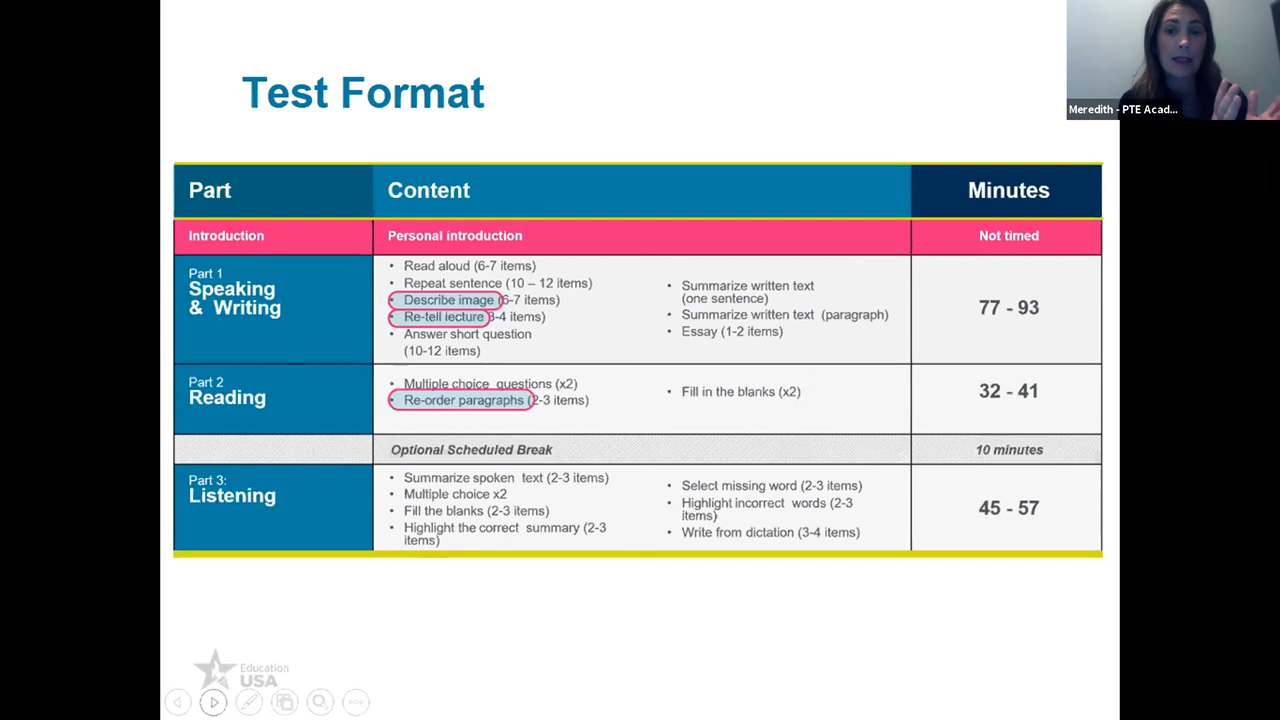 Test Format
Meredith - PTE Acad...
Part
Content
Minutes
Introduction
Personal introduction
Not timed
Part 1
Speaking
& Writing
• Read aloud (6-7 items)
• Repeat sentence (10 – 12 items)
• Describe image (6-7 items)
• Re-tell lecture 3-4 items)
• Answer short question
(10-12 items)
• Summarize written text
(one sentence)
• Summarize written text (paragraph)
• Essay (1-2 items)
77 - 93
Part 2
Reading
• Multiple choice questions (x2)
• Re-order paragraphs (2-3 items)
• Fill in the blanks (x2)
32 - 41
Optional Scheduled Break
10 minutes
Part 3:
Listening
• Summarize spoken text (2-3 items)
• Multiple choice x2
• Fill the blanks (2-3 items)
• Highlight the correct summary (2-3
items)
• Select missing word (2-3 items)
• Highlight incorrect words (2-3
items)
• Write from dictation (3-4 items)
45 - 57
Education
USA